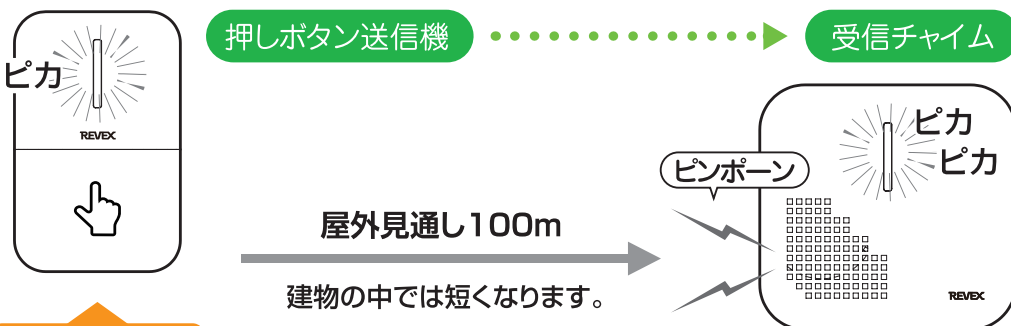 押しボタン送信機
受信チャイム
ピカ
REVEX
ピカ
ピカ
ピンポーン
屋外見通し100m
建物の中では短くなります。
REVEX